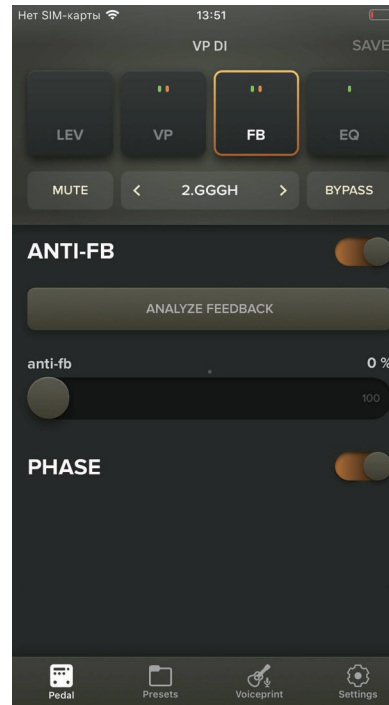 Нет SIM-карты 13:51
VP DI SAVE
LEV VP FB EQ
MUTE < 2.GGGH > BYPASS
ANTI-FB
ANALYZE FEEDBACK
anti-fb 0 %
100
PHASE
Pedal Presets Voiceprint Settings